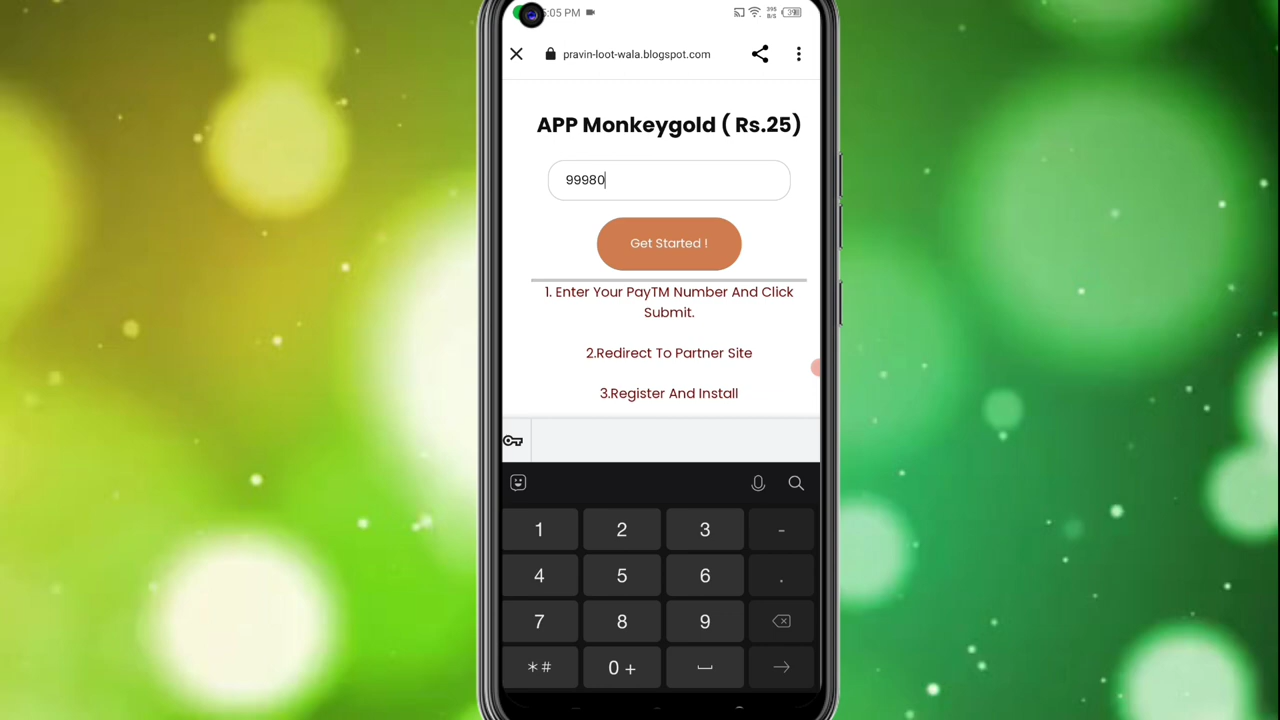 5:05 PM 395 B/S
pravin-loot-wala.blogspot.com
APP Monkeygold ( Rs.25)
99980
Get Started !
1. Enter Your PayTM Number And Click
Submit.
2.Redirect To Partner Site
3.Register And Install
1 2 3 -
4 5 6 .
7 8 9
*# 0 +